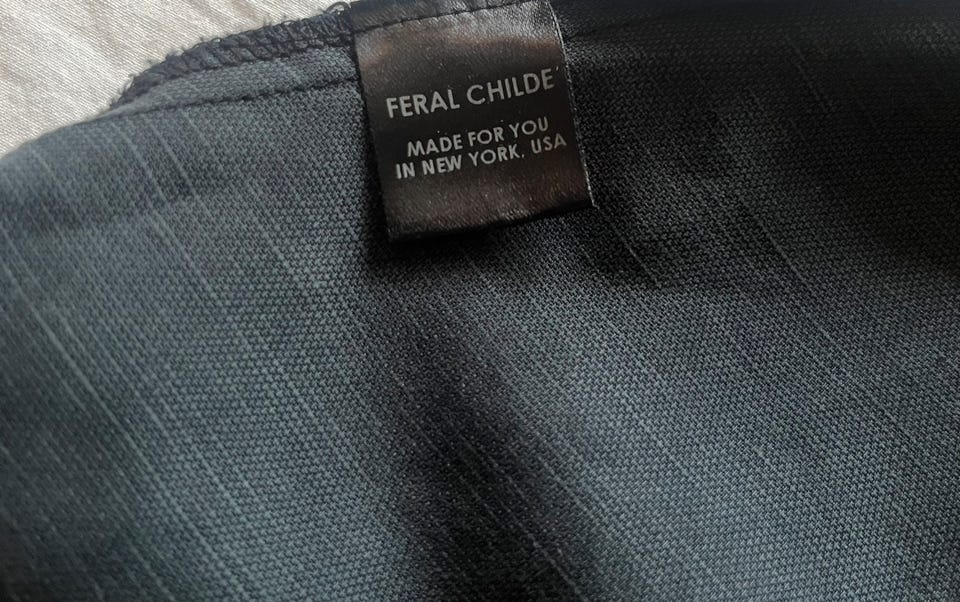 FERAL CHILDE
MADE FOR YOU
IN NEW YORK, USA